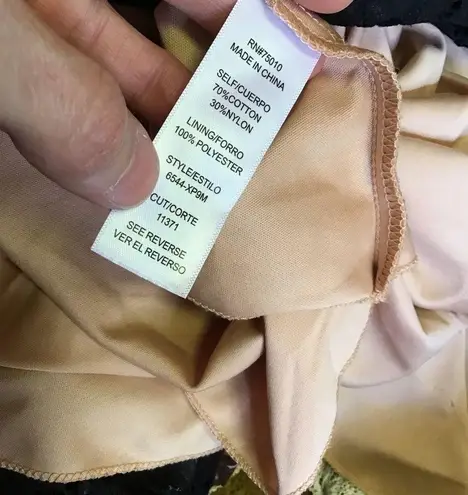 RN#75010
MADE IN CHINA
SELF/CUERPO
70%COTTON
30%NYLON
LINING/FORRO
100% POLYESTER
STYLE/ESTILO
6544-XP9M
CUT/CORTE
11371
SEE REVERSE
VER EL REVERSO